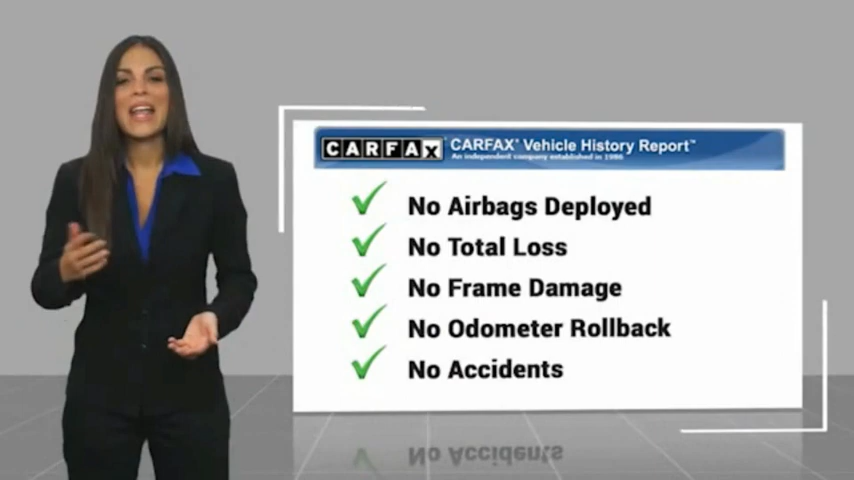 CARFAX CARFAX® Vehicle History Report™
An independent company established in 1986
No Airbags Deployed
No Total Loss
No Frame Damage
No Odometer Rollback
No Accidents
No Accidents